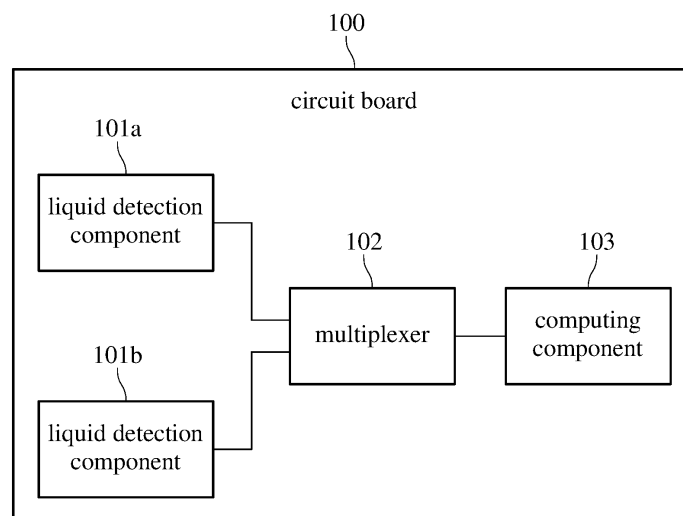 100
circuit board
101a
liquid detection
component
102
multiplexer
103
computing
component
101b
liquid detection
component